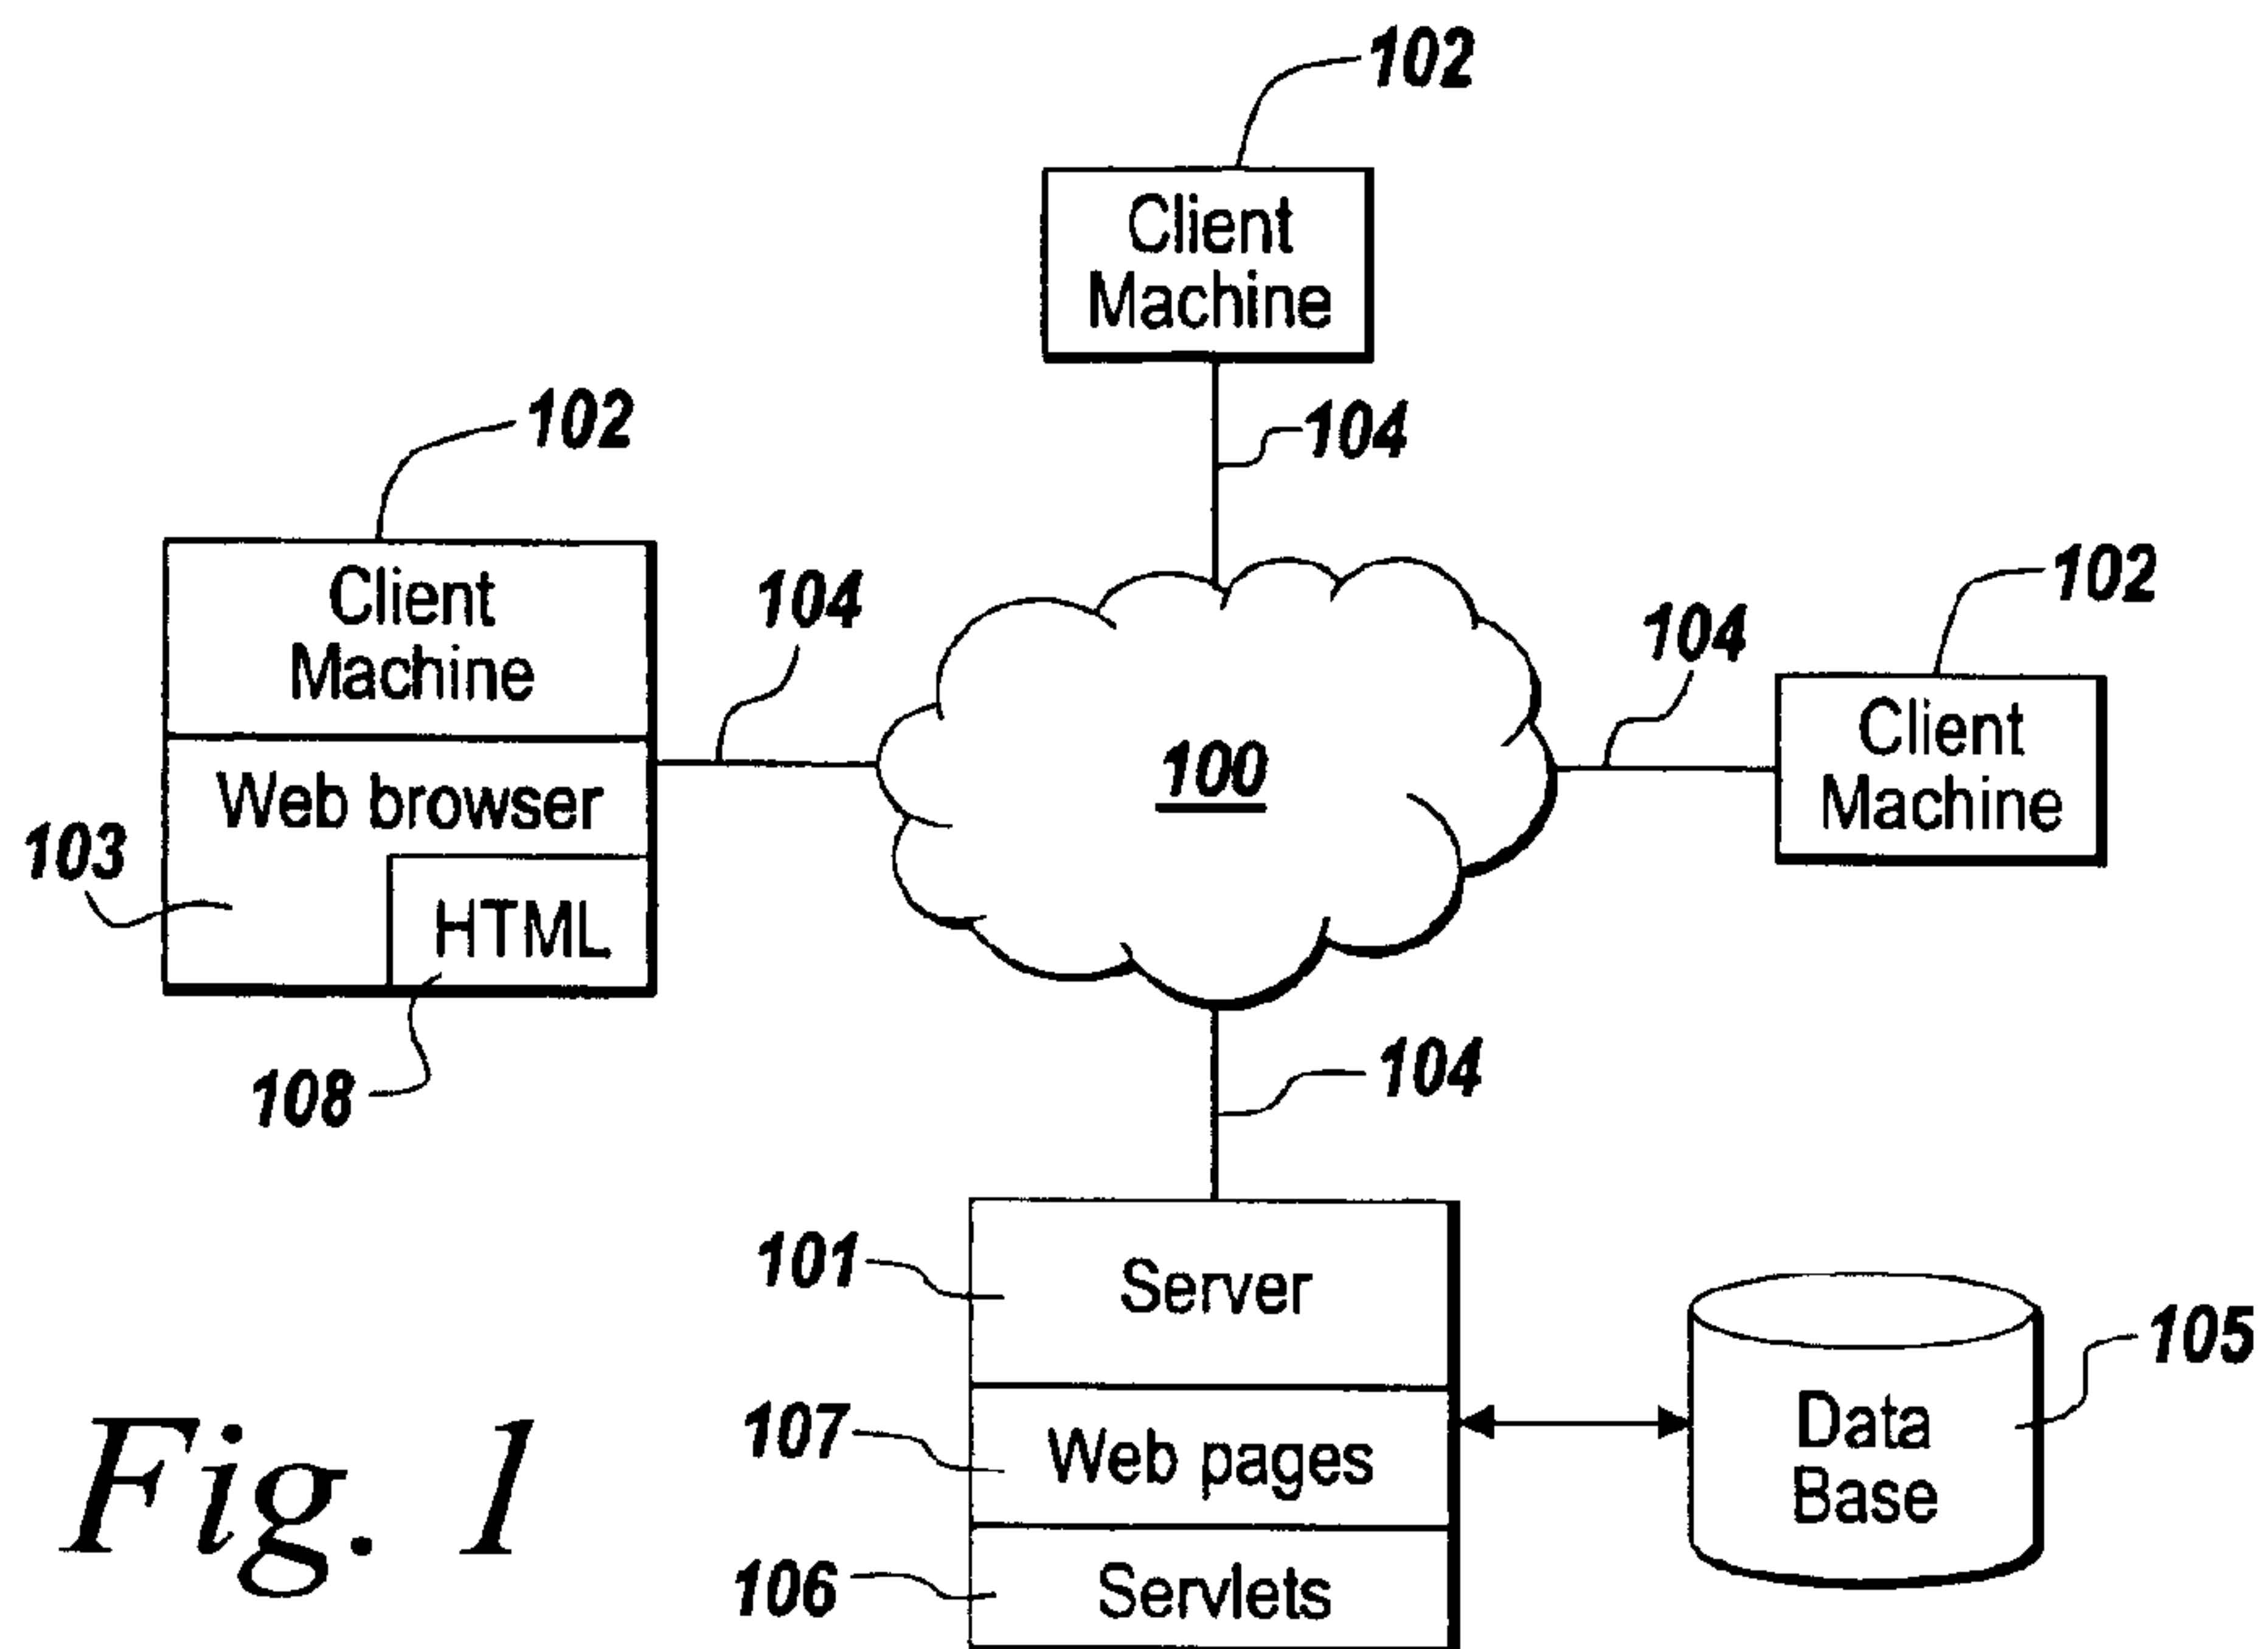 102
Client
Machine
104
102
Client
Machine
Web browser
103
HTML
108
104
100
104
102
Client
Machine
104
101
Server
107
Web pages
106
Servlets
105
Data
Base
Fig. 1